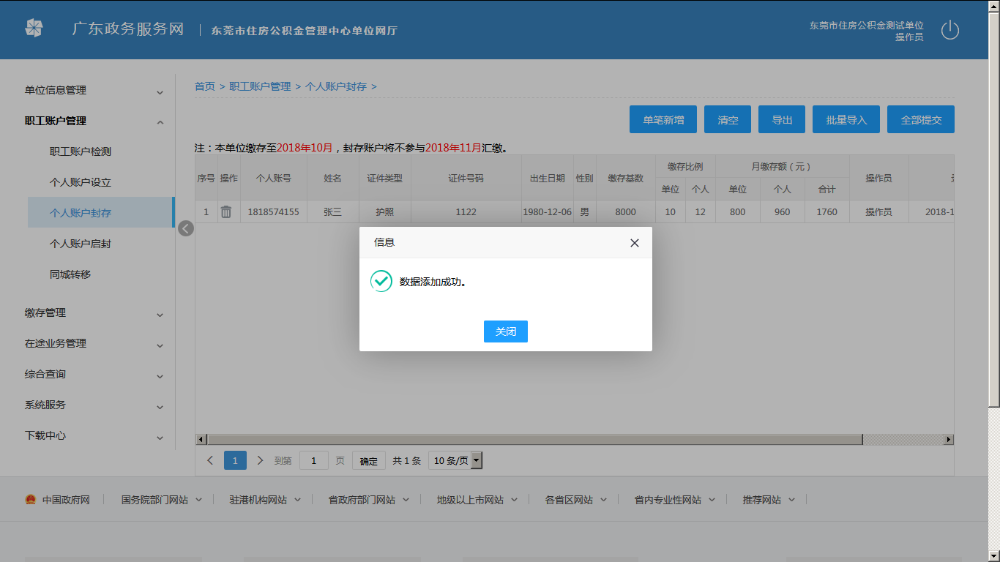 广东政务服务网 | 东莞市住房公积金管理中心单位网厅
东莞市住房公积金测试单位
操作员
单位信息管理
职工账户管理
职工账户检测
个人账户设立
个人账户封存
个人账户启封
同城转移
缴存管理
在途业务管理
综合查询
系统服务
下载中心
首页 > 职工账户管理 > 个人账户封存 >
单笔新增 清空 导出 批量导入 全部提交
注：本单位缴存至2018年10月，封存账户将不参与2018年11月汇缴。
序号 操作 个人账号 姓名 证件类型 证件号码 出生日期 性别 缴存基数 缴存比例 月缴存额（元） 操作员
单位 个人 单位 个人 合计
1 1818574155 张三 护照 1122 1980-12-06 男 8000 10 12 800 960 1760 操作员 2018-1
信息
数据添加成功。
关闭
1 到第 1 页 确定 共 1 条 10 条/页
中国政府网 国务院部门网站 驻港机构网站 省政府部门网站 地级以上市网站 各省区网站 省内专业性网站 推荐网站